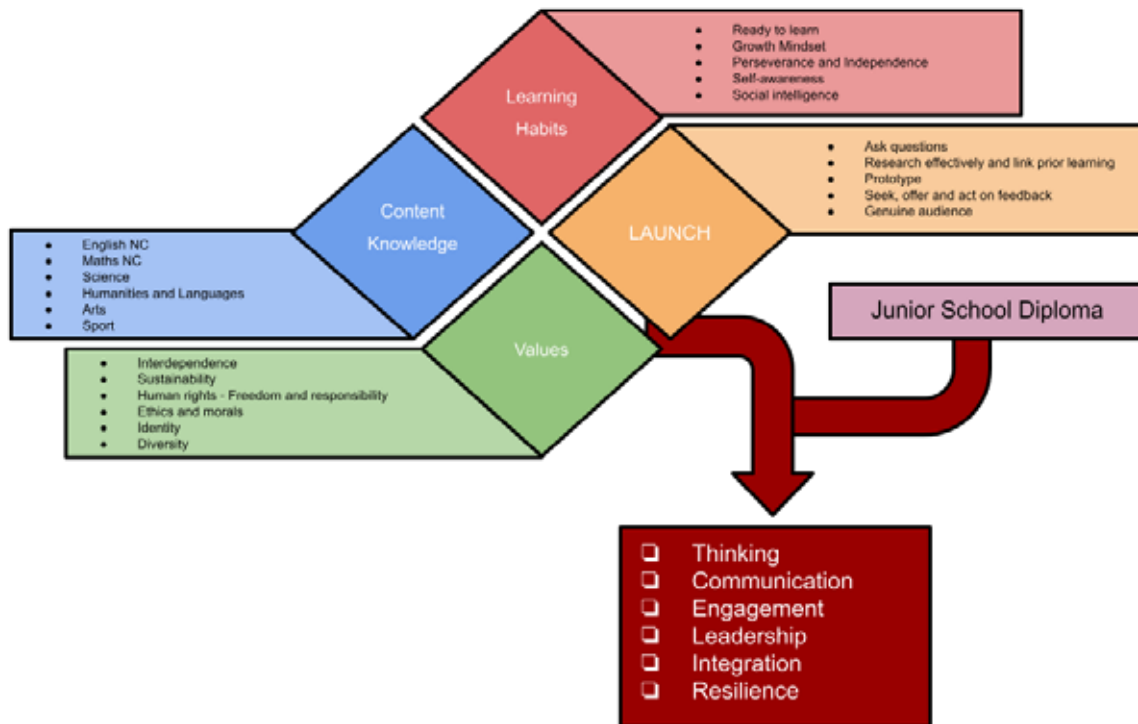 Learning
Habits
Ready to learn
Growth Mindset
Perseverance and Independence
Self-awareness
Social intelligence
Content
Knowledge
English NC
Maths NC
Science
Humanities and Languages
Arts
Sport
LAUNCH
Ask questions
Research effectively and link prior learning
Prototype
Seek, offer and act on feedback
Genuine audience
Values
Interdependence
Sustainability
Human rights - Freedom and responsibility
Ethics and morals
Identity
Diversity
Junior School Diploma
Thinking
Communication
Engagement
Leadership
Integration
Resilience